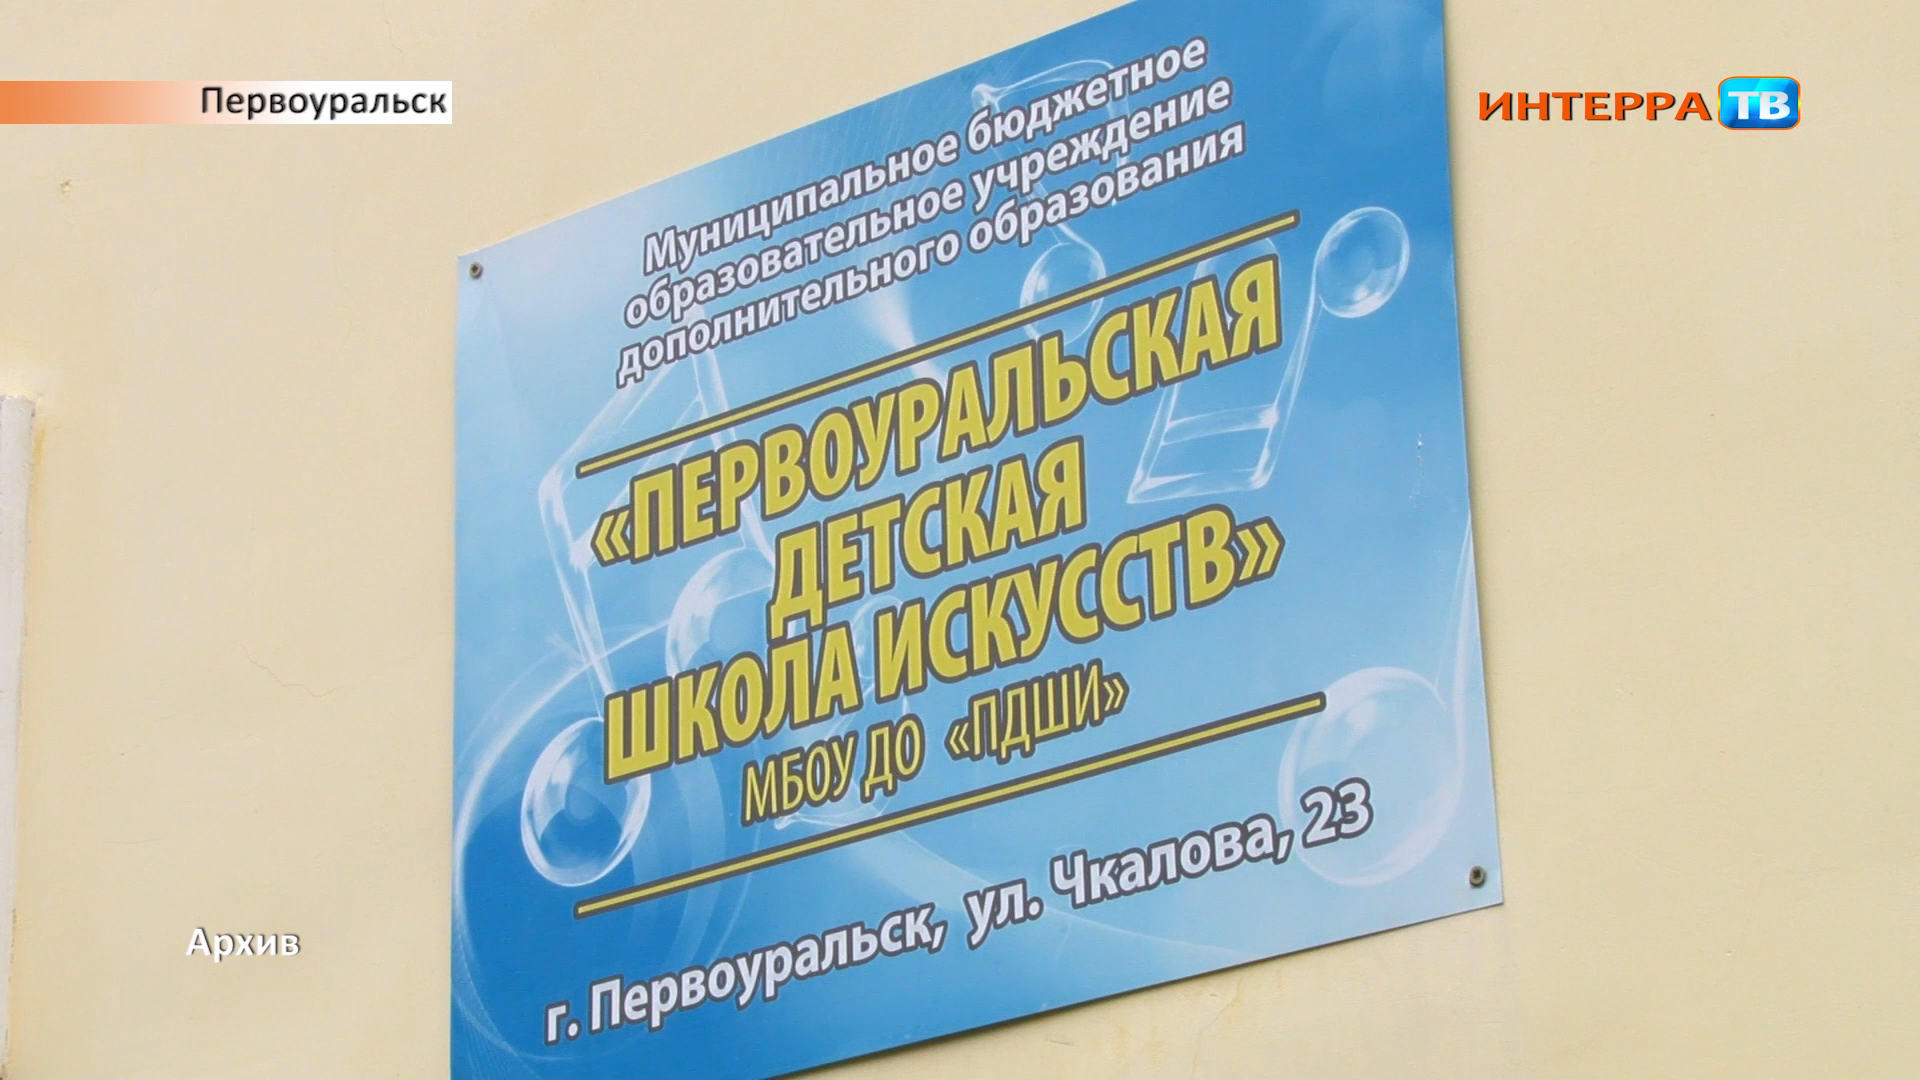 Первоуральск
ИНТЕРРА ТВ
Муниципальное бюджетное
образовательное учреждение
дополнительного образования
«ПЕРВОУРАЛЬСКАЯ
ДЕТСКАЯ
ШКОЛА ИСКУССТВ»
МБОУ ДО «ПДШИ»
г. Первоуральск, ул. Чкалова, 23
Архив